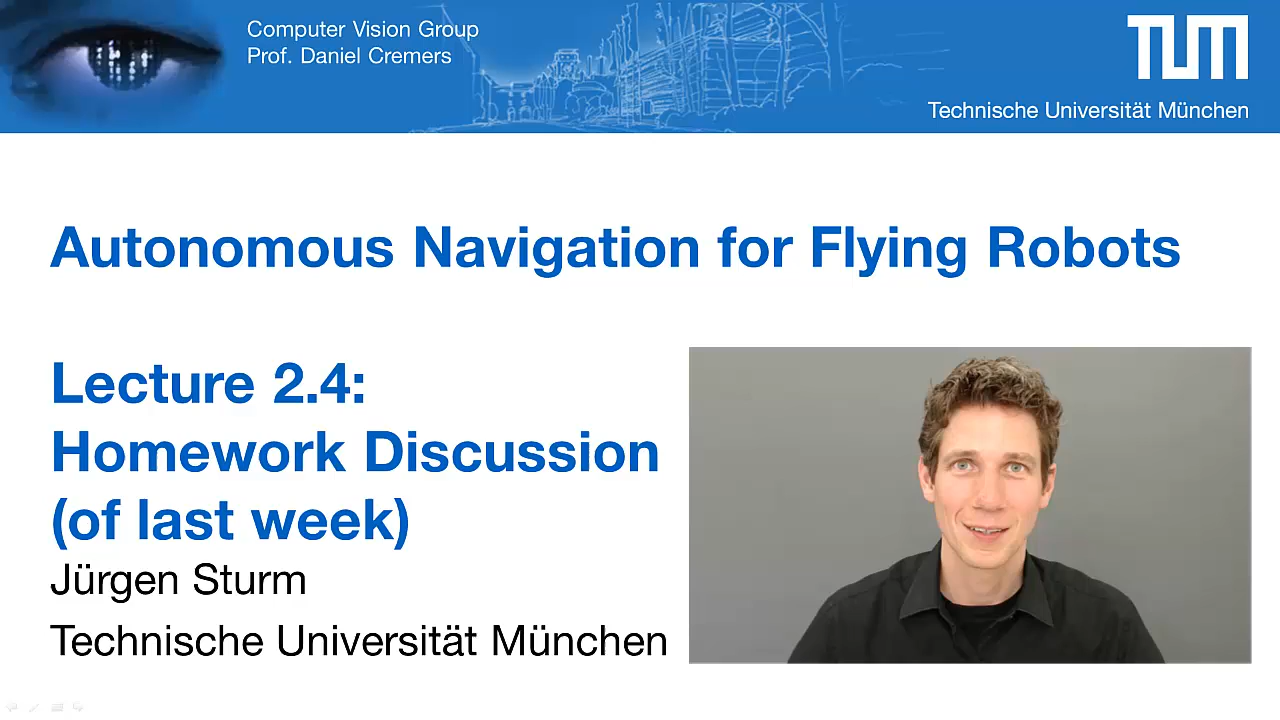 Computer Vision Group
Prof. Daniel Cremers
TUM
Technische Universität München
Autonomous Navigation for Flying Robots
Lecture 2.4:
Homework Discussion
(of last week)
Jürgen Sturm
Technische Universität München